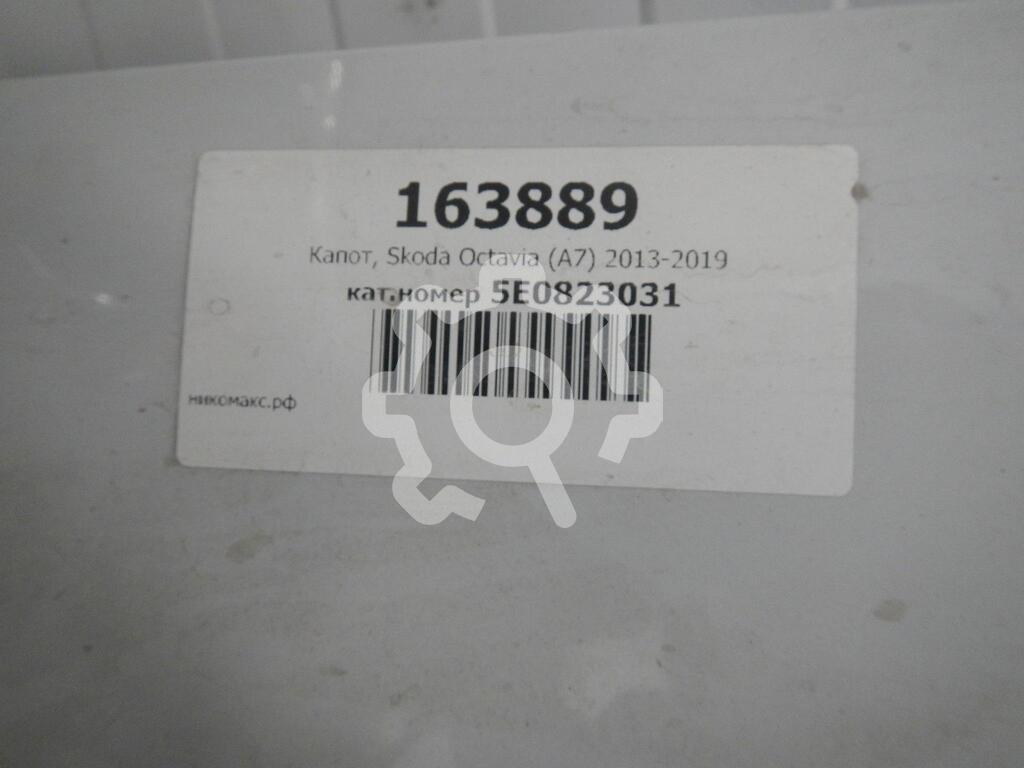 163889
Капот, Skoda Octavia (A7) 2013-2019
кат.номер 5E0823031
никомакс.рф